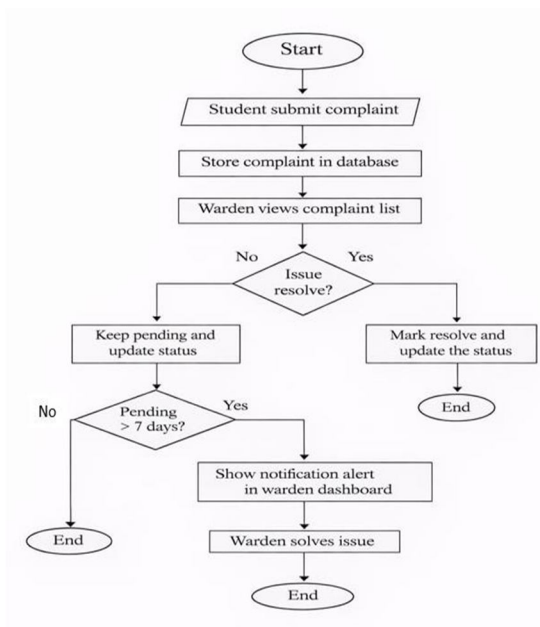 Start
Student submit complaint
Store complaint in database
Warden views complaint list
No
Yes
Issue
resolve?
Keep pending and
update status
Mark resolve and
update the status
No
Pending
> 7 days?
Yes
End
Show notification alert
in warden dashboard
End
Warden solves issue
End